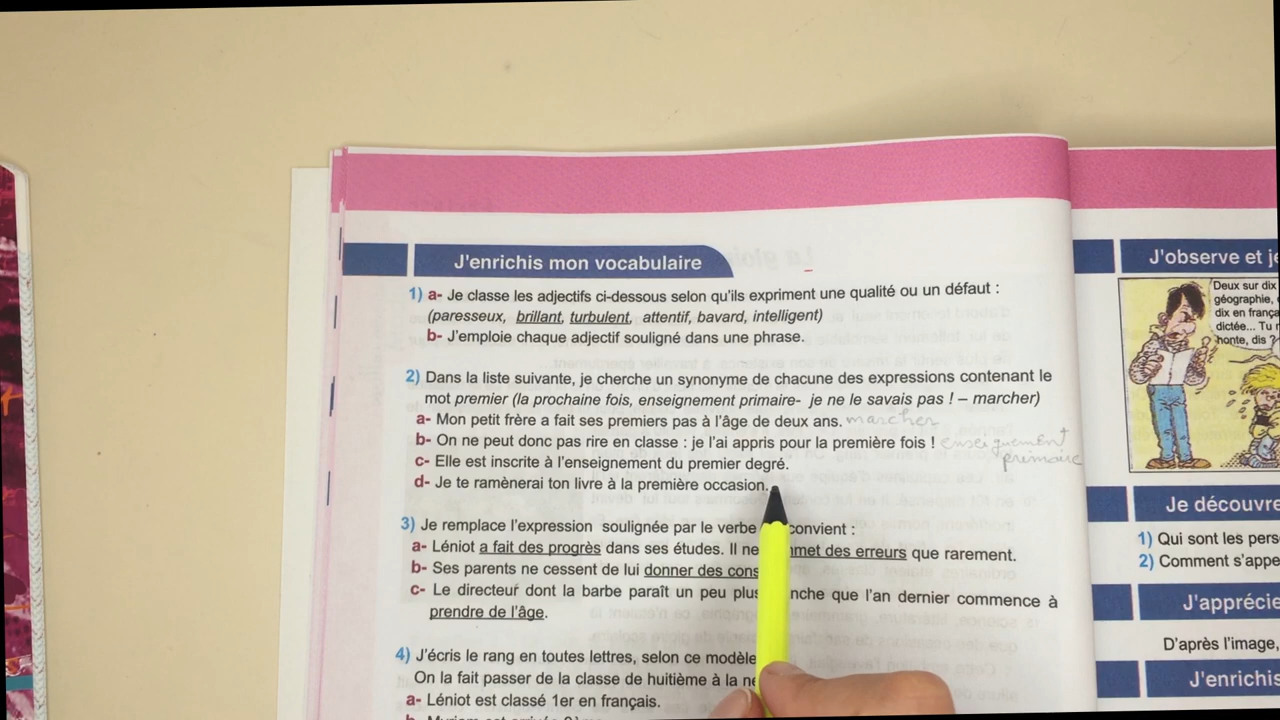 J'enrichis mon vocabulaire
1) a- Je classe les adjectifs ci-dessous selon qu'ils expriment une qualité ou un défaut :
(paresseux, brillant, turbulent, attentif, bavard, intelligent)
b- J'emploie chaque adjectif souligné dans une phrase.
2) Dans la liste suivante, je cherche un synonyme de chacune des expressions contenant le
mot premier (la prochaine fois, enseignement primaire- je ne le savais pas ! – marcher)
a- Mon petit frère a fait ses premiers pas à l'âge de deux ans. marcher
b- On ne peut donc pas rire en classe : je l'ai appris pour la première fois ! enseignement
primaire
c- Elle est inscrite à l'enseignement du premier degré.
d- Je te ramènerai ton livre à la première occasion.
3) Je remplace l'expression soulignée par le verbe convient :
a- Léniot a fait des progrès dans ses études. Il ne des erreurs que rarement.
b- Ses parents ne cessent de lui donner des
c- Le directeur dont la barbe paraît un peu que l'an dernier commence à
prendre de l'âge.
4) J'écris le rang en toutes lettres, selon ce modèle
On la fait passer de la classe de huitième à la
a- Léniot est classé 1er en français.
J'observe et
Deux sur dix
géographie,
dix en
dictée... Tu
honte, dis ?
Je découvre
1) Qui sont les
2) Comment
J'apprécie
D'après l'image,
J'enrichis